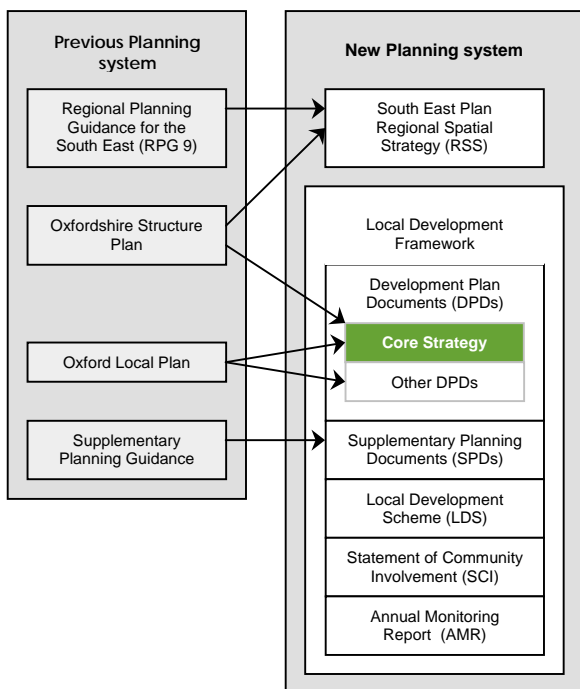 Previous Planning
system
Regional Planning
Guidance for the
South East (RPG 9)
Oxfordshire Structure
Plan
Oxford Local Plan
Supplementary
Planning Guidance
New Planning system
South East Plan
Regional Spatial
Strategy (RSS)
Local Development
Framework
Development Plan
Documents (DPDs)
Core Strategy
Other DPDs
Supplementary Planning
Documents (SPDs)
Local Development
Scheme (LDS)
Statement of Community
Involvement (SCI)
Annual Monitoring
Report (AMR)